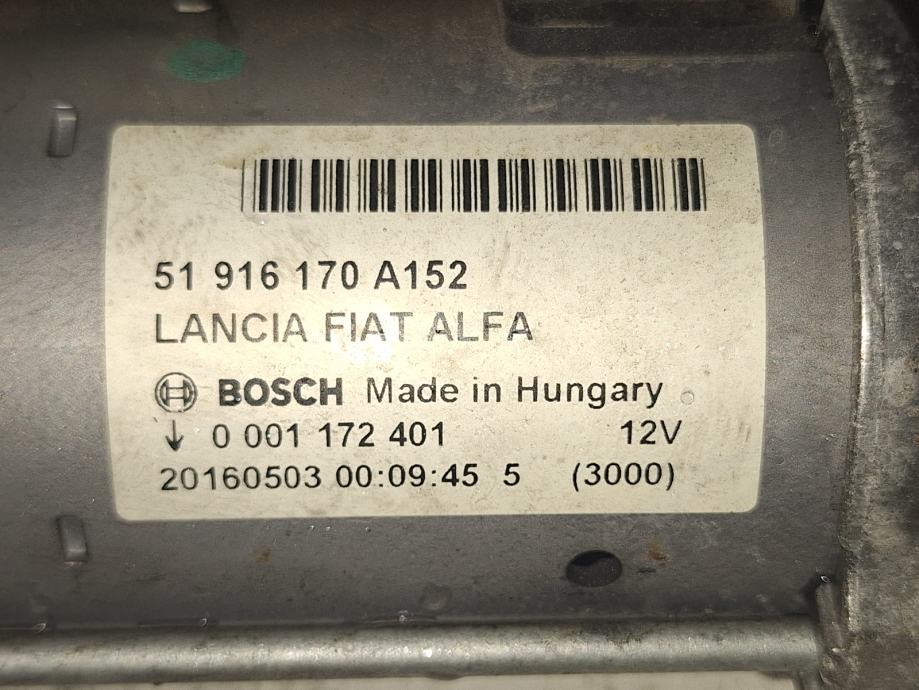 51 916 170 A152
LANCIA FIAT ALFA
BOSCH Made in Hungary
↓ 0 001 172 401 12V
20160503 00:09:45 5 (3000)